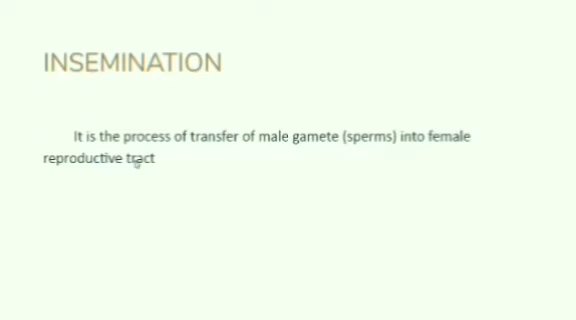 INSEMINATION
It is the process of transfer of male gamete (sperms) into female
reproductive tract